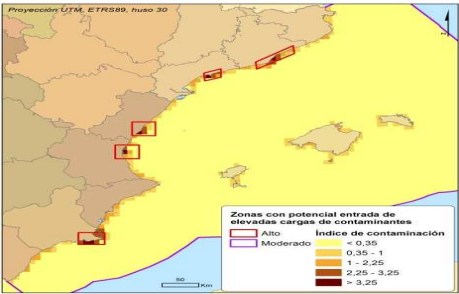 Proyección UTM, ETRS89, huso 30
Zonas con potencial entrada de
elevadas cargas de contaminantes
Alto
Moderado
Índice de contaminación
< 0,35
0,35 - 1
1 - 2,25
2,25 - 3,25
> 3,25
50
Km